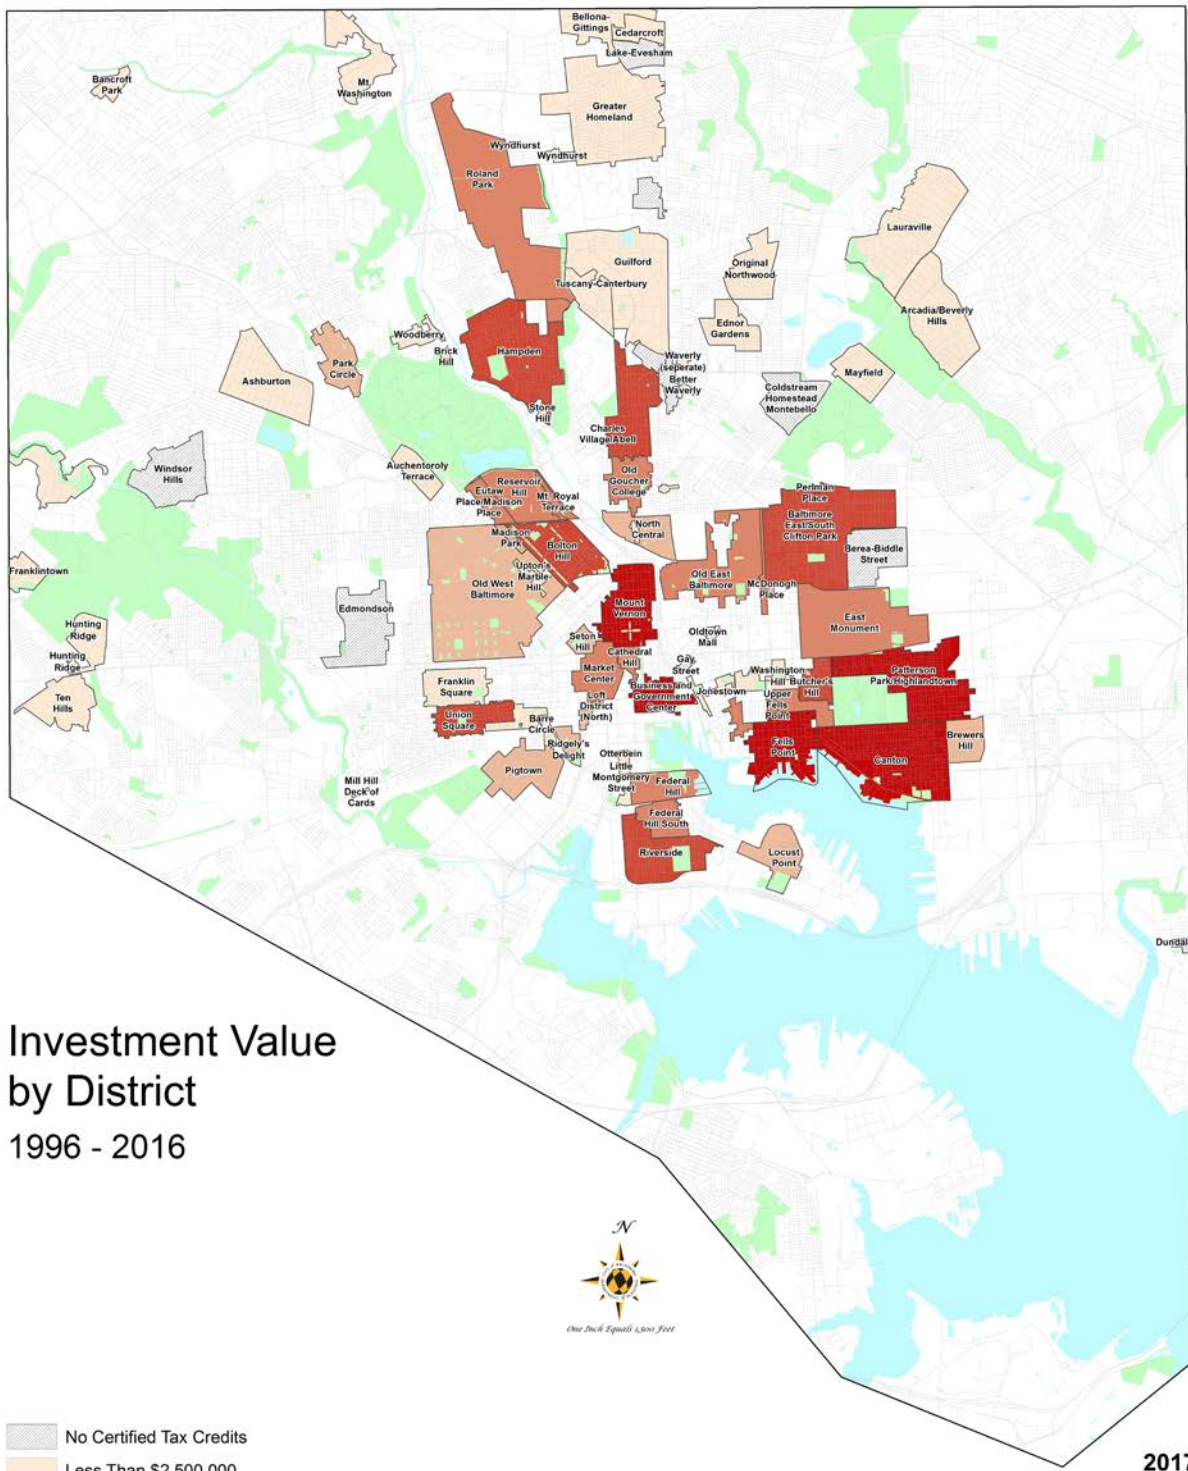 Bellona-
Gittings
Cedarcroft
Lake-Evesham
Bancroft
Park
Mt
Washington
Greater
Homeland
Wyndhurst
Wyndhurst
Roland
Park
Lauraville
Guilford
Original
Northwood
Tuscany-Canterbury
Arcadia/Beverly
Hills
Ednor
Gardens
Woodberry
Brick
Hill
Hampden
Waverly
(seperate)
Better
Waverly
Park
Circle
Ashburton
Mayfield
Coldstream
Homestead
Montebello
Stone
Hill
Charles
Village/Abell
Windsor
Hills
Auchentoroly
Terrace
Reservoir
Hill
Eutaw
Place/Madison
Place
Mt. Royal
Terrace
Old
Goucher
College
Perlman
Place
Baltimore
East/South
Clifton Park
North
Central
Madison
Park
Bolton
Hill
Berea-Biddle
Street
Franklintown
Upton's
Marble
Hill
Old West
Baltimore
Old East
Baltimore
McDonogh
Place
Edmondson
Mount
Vernon
East
Monument
Hunting
Ridge
Seton
Hill
Oldtown
Mall
Hunting
Ridge
Cathedral
Hill
Gay
Street
Market
Center
Washington
Hill
Butcher's
Hill
Patterson
Park/Highlandtown
Franklin
Square
Business and
Government
Center
Jonestown
Ten
Hills
Loft
District
(North)
Upper
Fells
Point
Union
Square
Barre
Circle
Brewers
Hill
Ridgely's
Delight
Fells
Point
Otterbein
Canton
Little
Montgomery
Street
Pigtown
Mill Hill
Deck of
Cards
Federal
Hill
Federal
Hill South
Riverside
Locust
Point
Investment Value
by District
1996 - 2016
N
One Inch Equals 1,500 Feet
No Certified Tax Credits
Less Than $2,500,000
2017